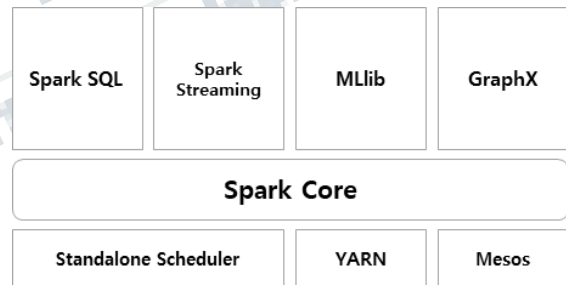 Spark SQL
Spark
Streaming
MLlib
GraphX
Spark Core
Standalone Scheduler
YARN
Mesos